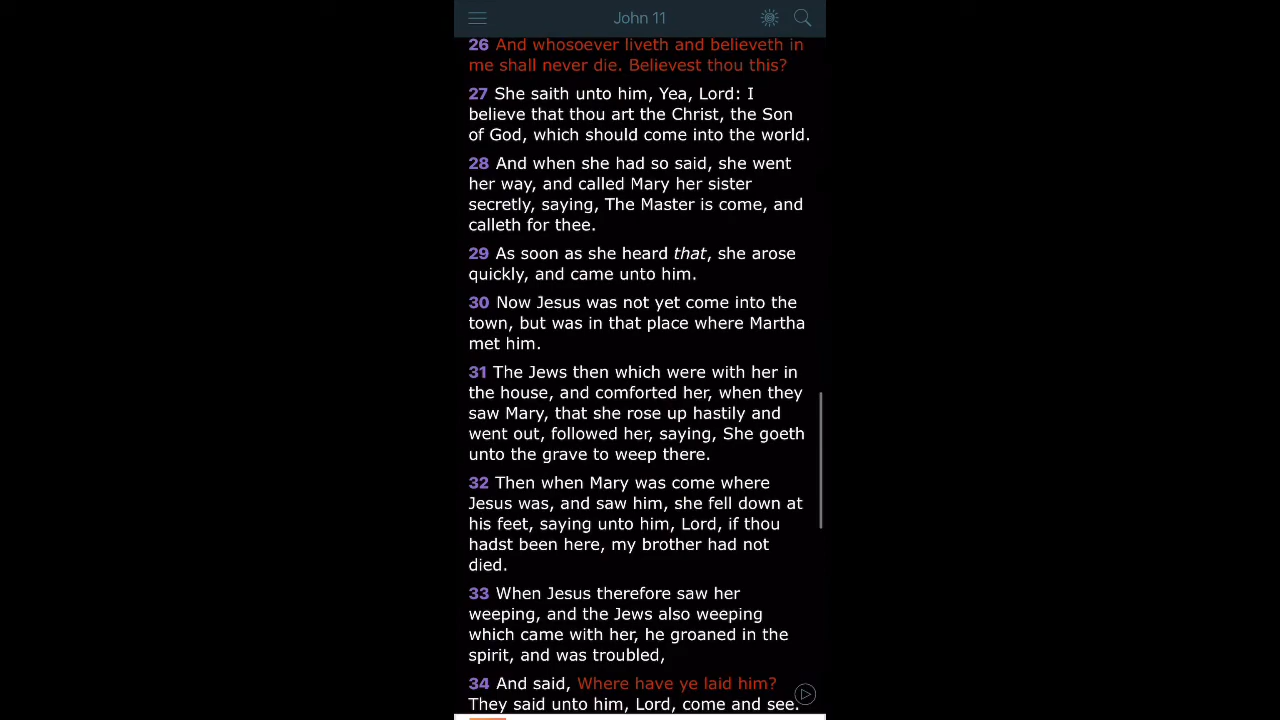 John 11
26 And whosoever liveth and believeth in
me shall never die. Believest thou this?
27 She saith unto him, Yea, Lord: I
believe that thou art the Christ, the Son
of God, which should come into the world.
28 And when she had so said, she went
her way, and called Mary her sister
secretly, saying, The Master is come, and
calleth for thee.
29 As soon as she heard that, she arose
quickly, and came unto him.
30 Now Jesus was not yet come into the
town, but was in that place where Martha
met him.
31 The Jews then which were with her in
the house, and comforted her, when they
saw Mary, that she rose up hastily and
went out, followed her, saying, She goeth
unto the grave to weep there.
32 Then when Mary was come where
Jesus was, and saw him, she fell down at
his feet, saying unto him, Lord, if thou
hadst been here, my brother had not
died.
33 When Jesus therefore saw her
weeping, and the Jews also weeping
which came with her, he groaned in the
spirit, and was troubled,
34 And said, Where have ye laid him?
They said unto him, Lord, come and see.